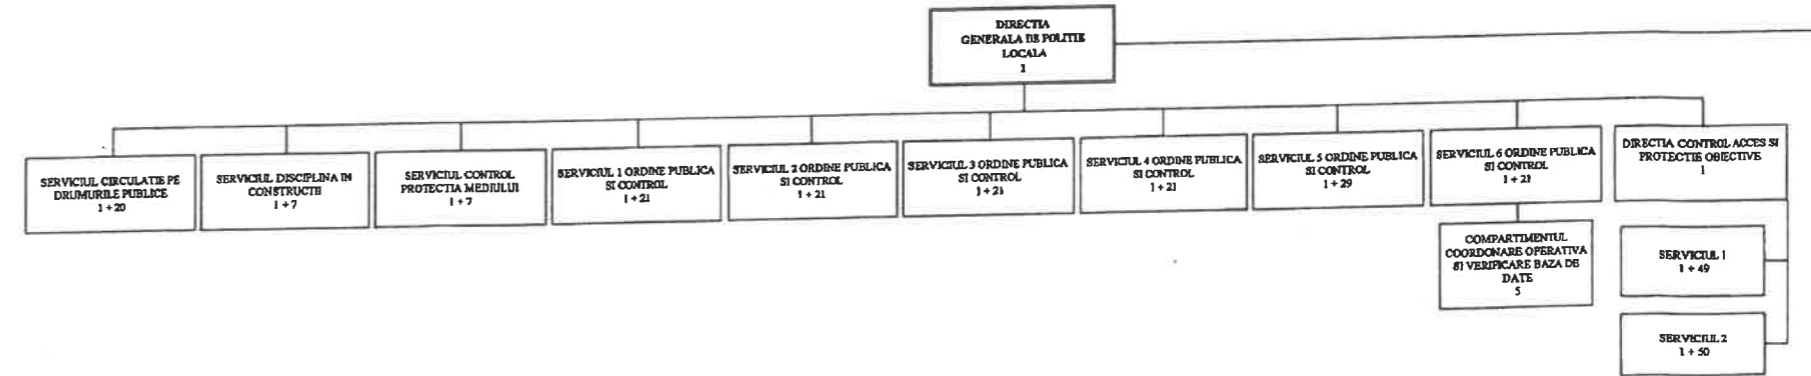 DIRECTIA
GENERALA DE POLITIE
LOCALA
1
SERVICIUL CIRCULATIE PE
DRUMURILE PUBLICE
1 + 20
SERVICIUL DISCIPLINA IN
CONSTRUCTII
1 + 7
SERVICIUL CONTROL
PROTECTIA MEDIULUI
1 + 7
SERVICIUL 1 ORDINE PUBLICA
SI CONTROL
1 + 21
SERVICIUL 2 ORDINE PUBLICA
SI CONTROL
1 + 21
SERVICIUL 3 ORDINE PUBLICA
SI CONTROL
1 + 21
SERVICIUL 4 ORDINE PUBLICA
SI CONTROL
1 + 21
SERVICIUL 5 ORDINE PUBLICA
SI CONTROL
1 + 29
SERVICIUL 6 ORDINE PUBLICA
SI CONTROL
1 + 21
DIRECTIA CONTROL ACCES SI
PROTECTIE OBIECTIVE
1
COMPARTIMENTUL
COORDONARE OPERATIVA
SI VERIFICARE BAZA DE
DATE
5
SERVICIUL 1
1 + 49
SERVICIUL 2
1 + 50